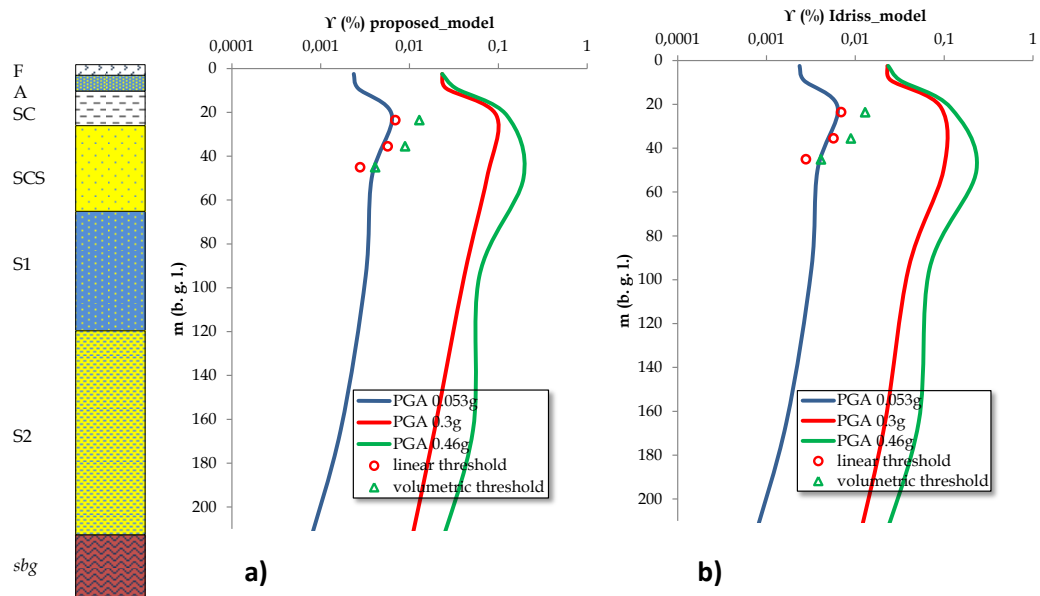 F
A
SC
SCS
S1
S2
sbg
ϒ (%) proposed_model
0,0001 0,001 0,01 0,1 1
0
20
40
60
80
100
120
140
160
180
200
m (b. g. l.)
PGA 0.053g
PGA 0.3g
PGA 0.46g
linear threshold
volumetric threshold
a)
ϒ (%) Idriss_model
0,0001 0,001 0,01 0,1 1
0
20
40
60
80
100
120
140
160
180
200
m (b. g. l.)
PGA 0.053g
PGA 0.3g
PGA 0.46g
linear threshold
volumetric threshold
b)